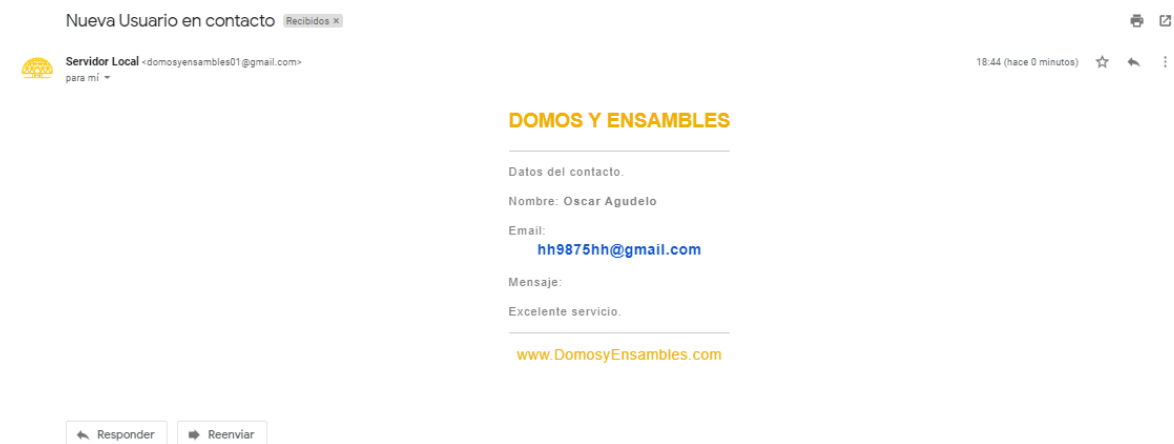 Nueva Usuario en contacto Recibidos ×
Servidor Local <domosyensambles01@gmail.com> 18:44 (hace 0 minutos)
para mí
DOMOS Y ENSAMBLES
Datos del contacto.
Nombre: Oscar Agudelo
Email:
hh9875hh@gmail.com
Mensaje:
Excelente servicio.
www.DomosyEnsambles.com
Responder Reenviar